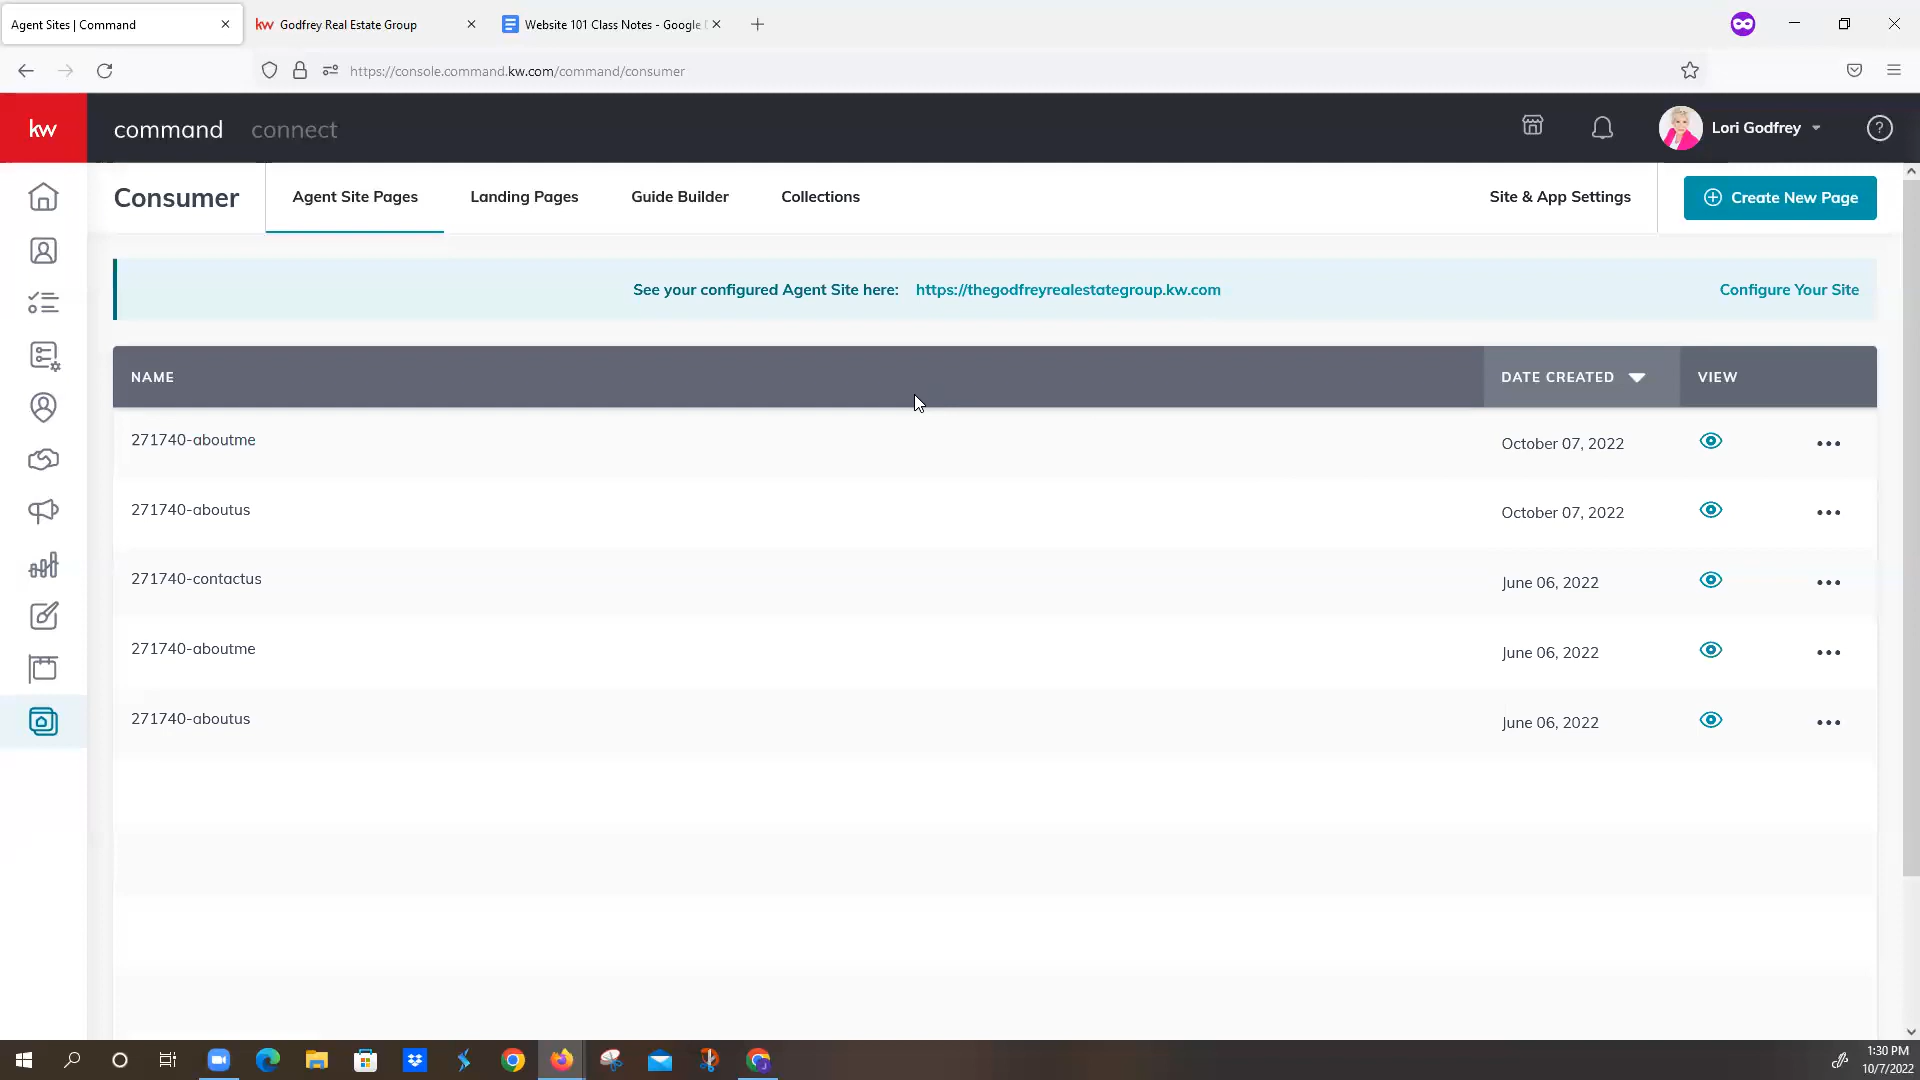 Agent Sites | Command
kw Godfrey Real Estate Group
Website 101 Class Notes - Google
https://console.command.kw.com/command/consumer
kw command connect
Lori Godfrey
?
Consumer Agent Site Pages Landing Pages Guide Builder Collections Site & App Settings Create New Page
See your configured Agent Site here: https://thegodfreyrealestategroup.kw.com Configure Your Site
NAME DATE CREATED VIEW
271740-aboutme October 07, 2022
271740-aboutus October 07, 2022
271740-contactus June 06, 2022
271740-aboutme June 06, 2022
271740-aboutus June 06, 2022
1:30 PM
10/7/2022